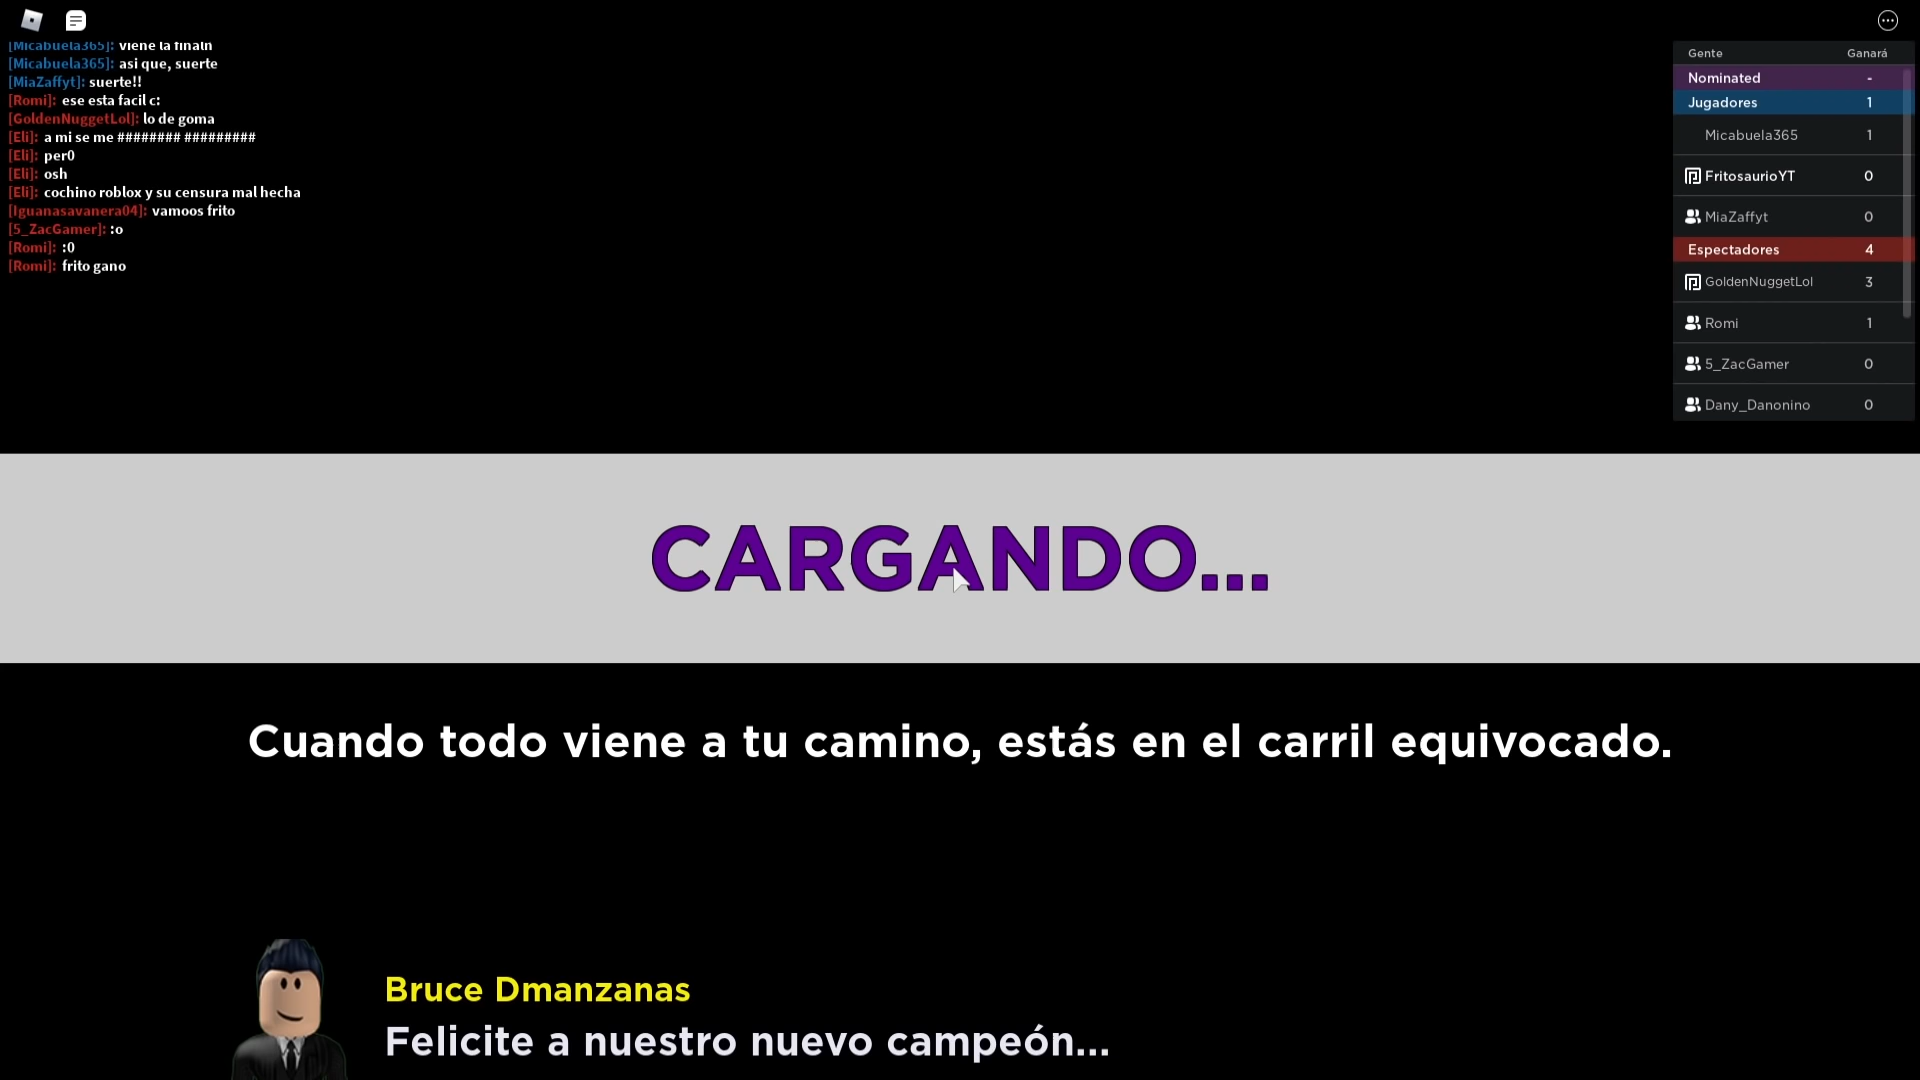 [Micabuela365]: viene la finaln
[Micabuela365]: asi que, suerte
[MiaZaffyt]: suerte!!
[Romi]: ese esta facil c:
[GoldenNuggetLol]: lo de goma
[Eli]: a mi se me ######## #########
[Eli]: per0
[Eli]: osh
[Eli]: cochino roblox y su censura mal hecha
[Iguanasavanera04]: vamoos frito
[5_ZacGamer]: :o
[Romi]: :0
[Romi]: frito gano
Gente Ganará
Nominated -
Jugadores 1
Micabuela365 1
FritosaurioYT 0
MiaZaffyt 0
Espectadores 4
GoldenNuggetLol 3
Romi 1
5_ZacGamer 0
Dany_Danonino 0
CARGANDO...
Cuando todo viene a tu camino, estás en el carril equivocado.
Bruce Dmanzanas
Felicite a nuestro nuevo campeón...